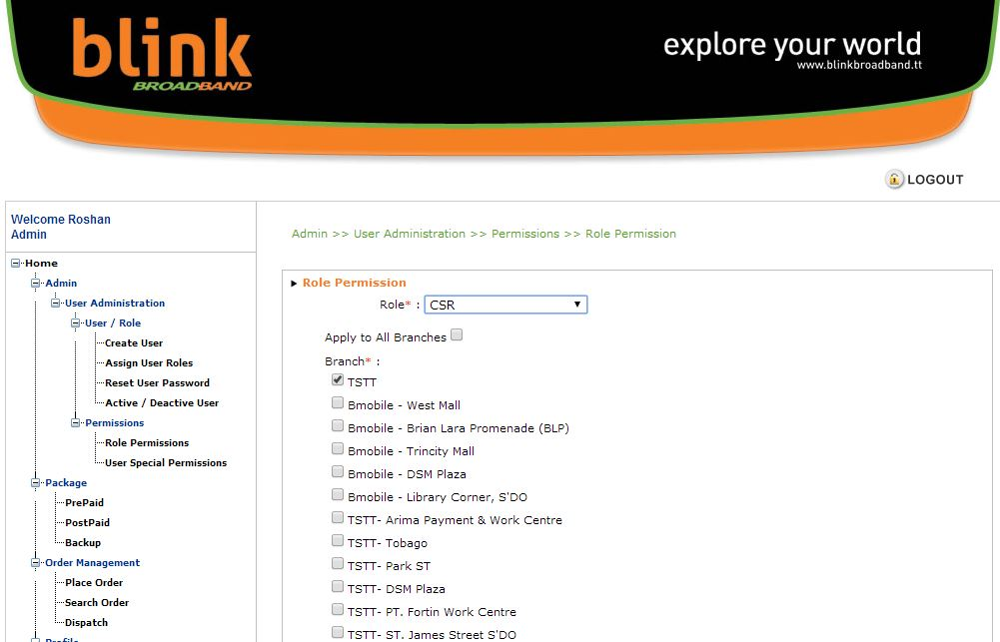 blink
BROADBAND
explore your world
www.blinkbroadband.tt
LOGOUT
Welcome Roshan
Admin
Admin >> User Administration >> Permissions >> Role Permission
Home
Admin
User Administration
User / Role
Create User
Assign User Roles
Reset User Password
Active / Deactive User
Permissions
Role Permissions
User Special Permissions
Package
PrePaid
PostPaid
Backup
Order Management
Place Order
Search Order
Dispatch
Profile
Role Permission
Role* : CSR
Apply to All Branches
Branch* :
TSTT
Bmobile - West Mall
Bmobile - Brian Lara Promenade (BLP)
Bmobile - Trincity Mall
Bmobile - DSM Plaza
Bmobile - Library Corner, S'DO
TSTT- Arima Payment & Work Centre
TSTT- Tobago
TSTT- Park ST
TSTT- DSM Plaza
TSTT- PT. Fortin Work Centre
TSTT- ST. James Street S'DO